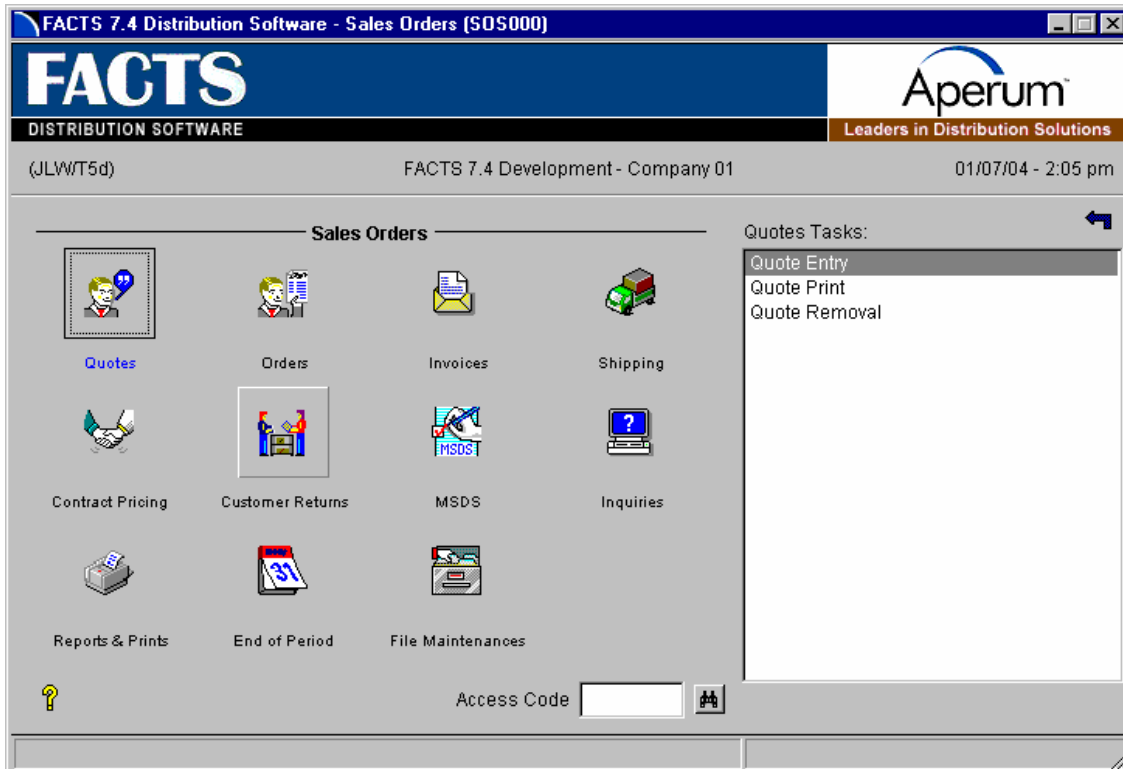 FACTS 7.4 Distribution Software - Sales Orders (SOS000)
FACTS
DISTRIBUTION SOFTWARE
Aperum™
Leaders in Distribution Solutions
(JLW/T5d)
FACTS 7.4 Development - Company 01
01/07/04 - 2:05 pm
Sales Orders
Quotes Tasks:
Quote Entry
Quote Print
Quote Removal
Quotes
Orders
Invoices
Shipping
MSDS
?
Contract Pricing
Customer Returns
MSDS
Inquiries
31
Reports & Prints
End of Period
File Maintenances
?
Access Code